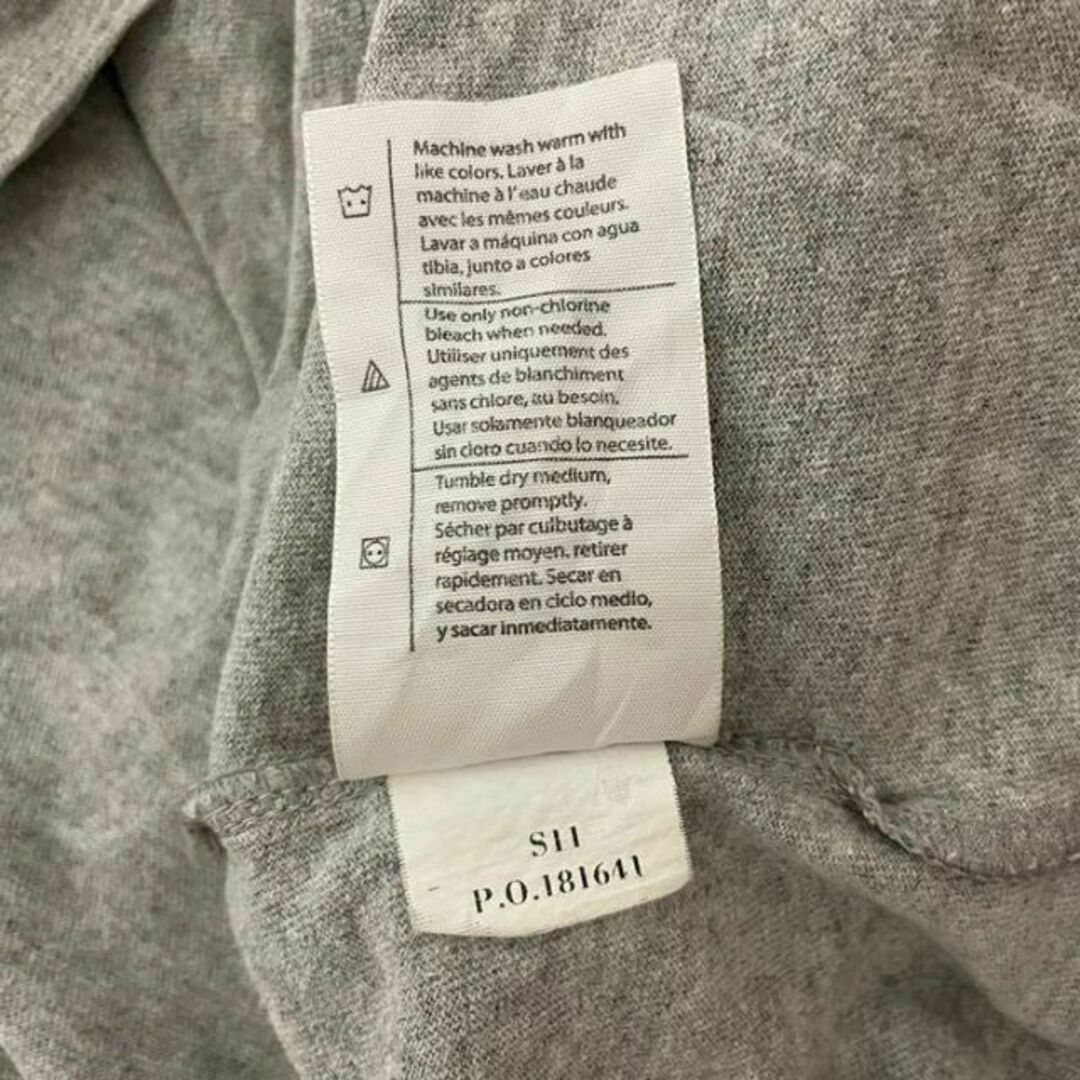 Machine wash warm with
like colors. Laver à la
machine à l'eau chaude
avec les mêmes couleurs.
Lavar a máquina con agua
tibia, junto a colores
similares.
Use only non-chlorine
bleach when needed.
Utiliser uniquement des
agents de blanchiment
sans chlore, au besoin.
Usar solamente blanqueador
sin cloro cuando lo necesite.
Tumble dry medium,
remove promptly.
Sécher par culbutage à
réglage moyen, retirer
rapidement. Secar en
secadora en ciclo medio,
y sacar inmediatamente.
S11
P.O.181641